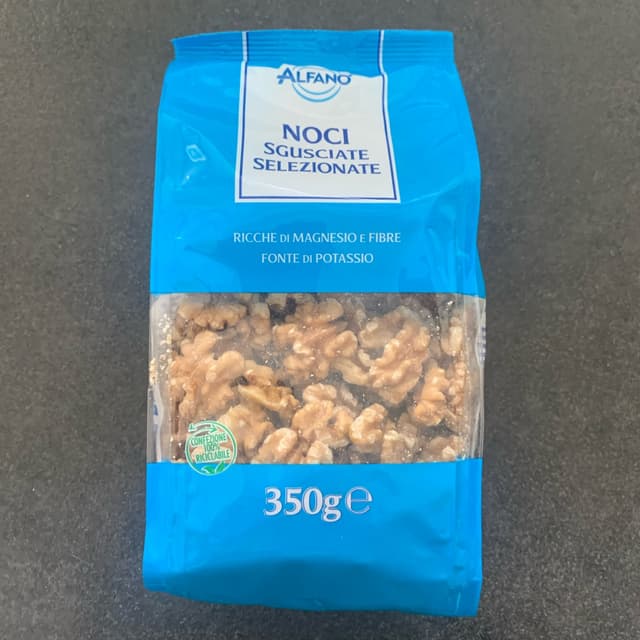 ALFANO
NOCI
SGUSCIATE
SELEZIONATE
RICCHE DI MAGNESIO E FIBRE
FONTE DI POTASSIO
CONFEZIONE
100%
RICICLABILE
350g℮